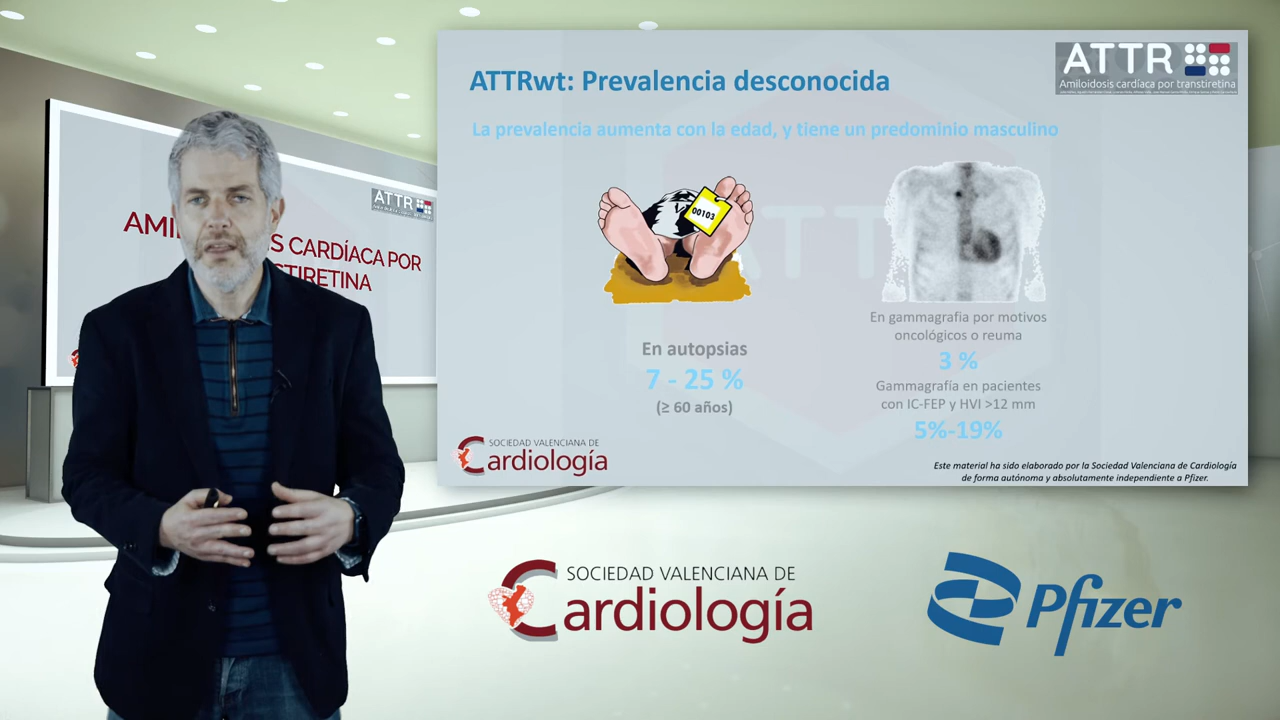 ATTRwt: Prevalencia desconocida
ATTR
Amiloidosis cardíaca por transtiretina
La prevalencia aumenta con la edad, y tiene un predominio masculino
00103
En autopsias
7 - 25 %
(≥ 60 años)
En gammagrafia por motivos
oncológicos o reuma
3 %
Gammagrafía en pacientes
con IC-FEP y HVI >12 mm
5%-19%
SOCIEDAD VALENCIANA DE
Cardiología
Este material ha sido elaborado por la Sociedad Valenciana de Cardiología
de forma autónoma y absolutamente independiente a Pfizer.
ATTR
CARDÍACA POR
SOCIEDAD VALENCIANA DE
Cardiología
Pfizer